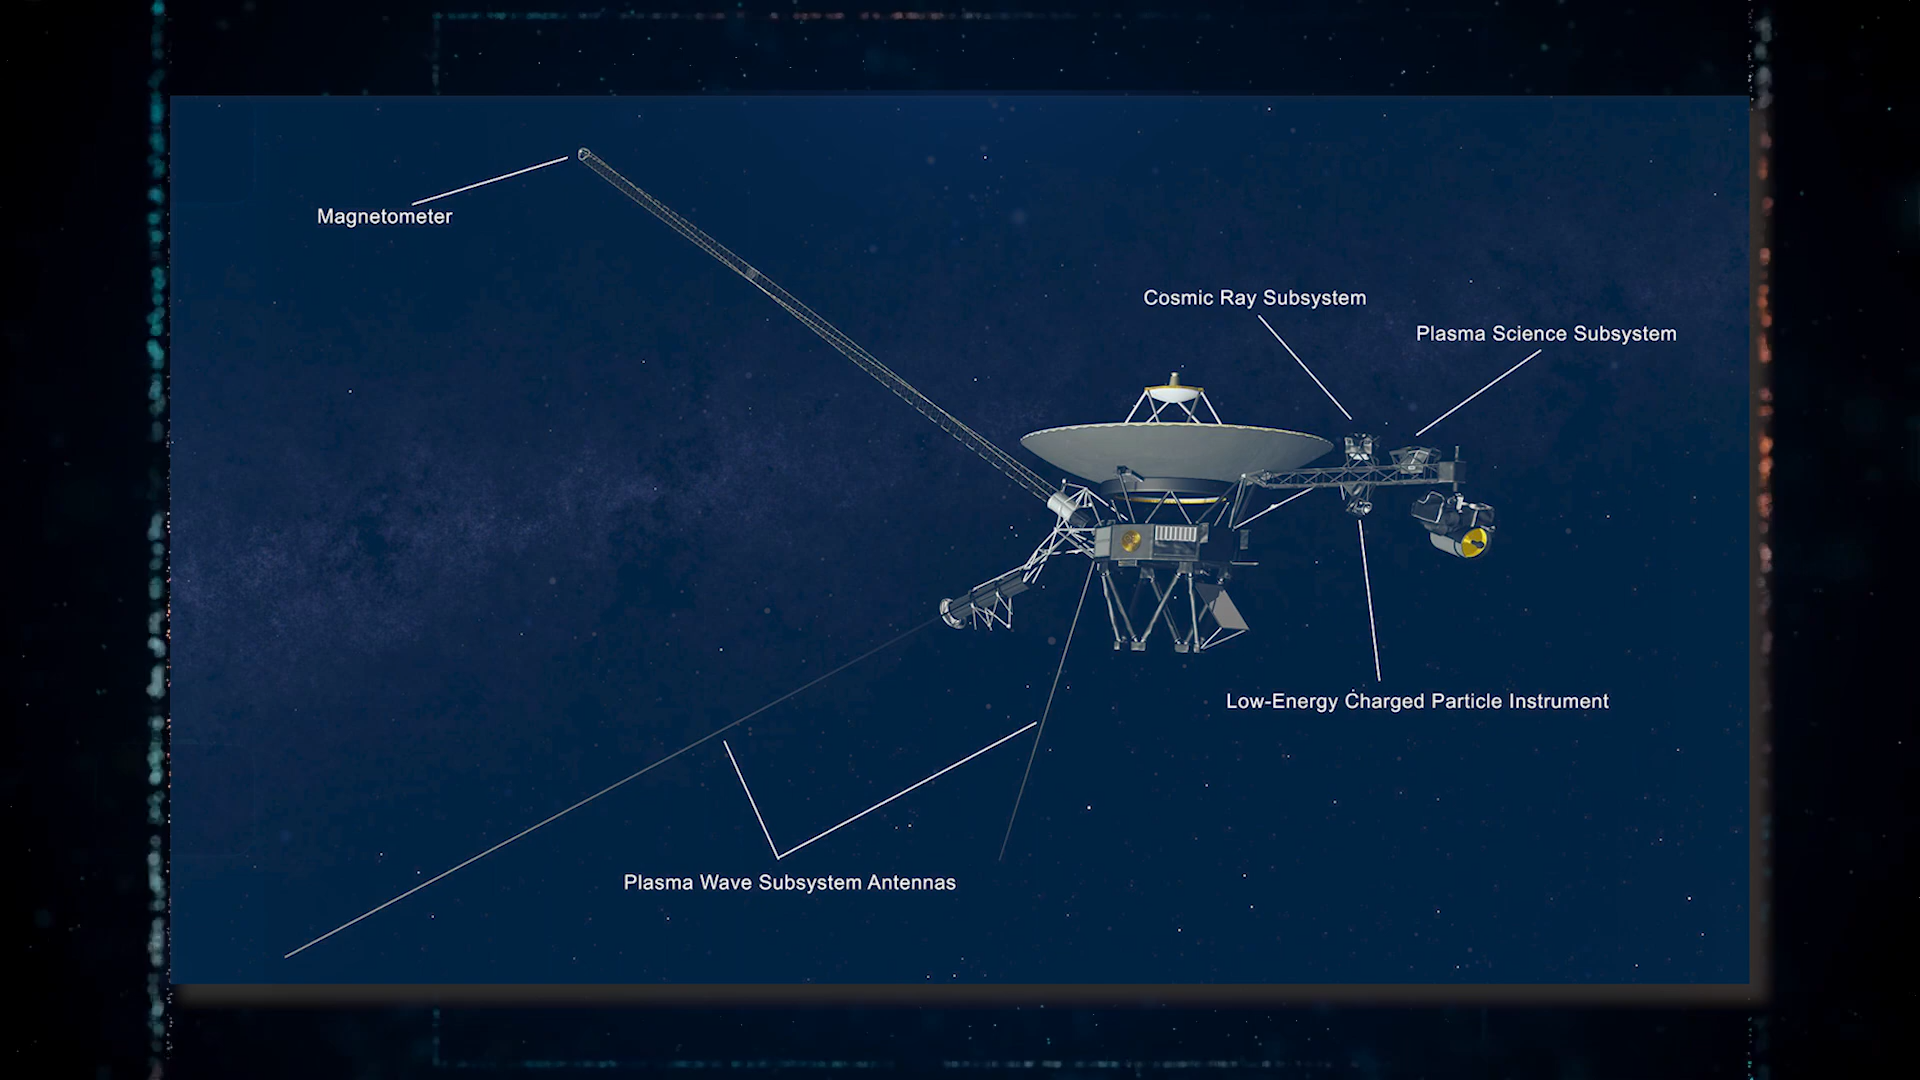 Magnetometer
Cosmic Ray Subsystem
Plasma Science Subsystem
Low-Energy Charged Particle Instrument
Plasma Wave Subsystem Antennas